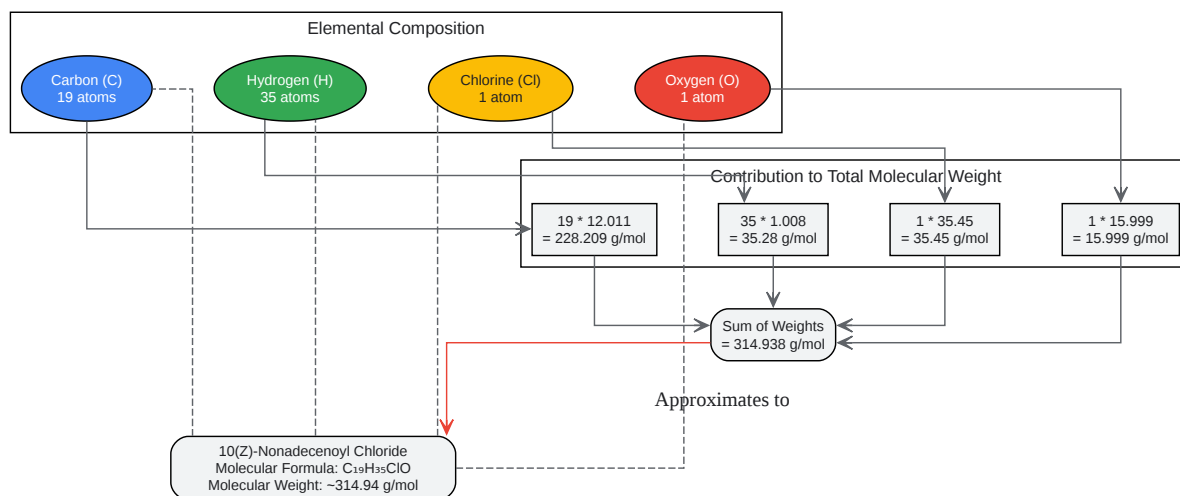 Elemental Composition
Carbon (C)
19 atoms
Hydrogen (H)
35 atoms
Chlorine (Cl)
1 atom
Oxygen (O)
1 atom
Contribution to Total Molecular Weight
19 * 12.011
= 228.209 g/mol
35 * 1.008
= 35.28 g/mol
1 * 35.45
= 35.45 g/mol
1 * 15.999
= 15.999 g/mol
Sum of Weights
= 314.938 g/mol
Approximates to
10(Z)-Nonadecenoyl Chloride
Molecular Formula: C₁₉H₃₅ClO
Molecular Weight: ~314.94 g/mol